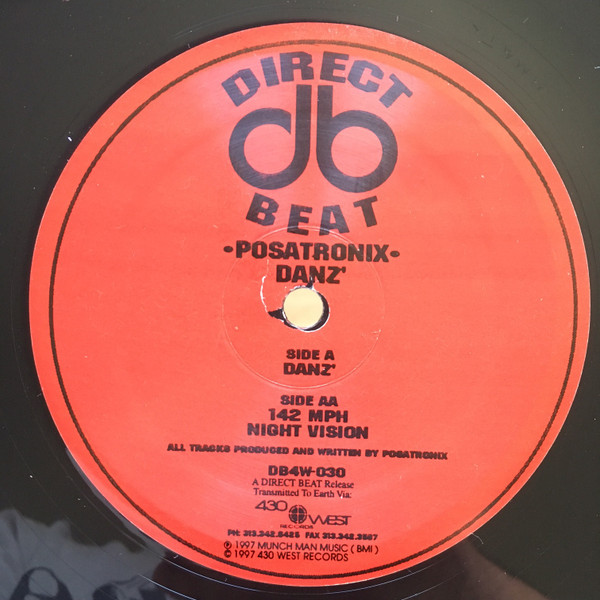 DIRECT
db
BEAT
•POSATRONIX•
DANZ'
SIDE A
DANZ'
SIDE AA
142 MPH
NIGHT VISION
ALL TRACKS PRODUCED AND WRITTEN BY POSATRONIX
DB4W-030
A DIRECT BEAT Release
Transmitted To Earth Via:
430 WEST
RECORDS
PH: 313.342.8425 FAX 313.342.3567
℗ 1997 MUNCH MAN MUSIC ( BMI )
© 1997 430 WEST RECORDS